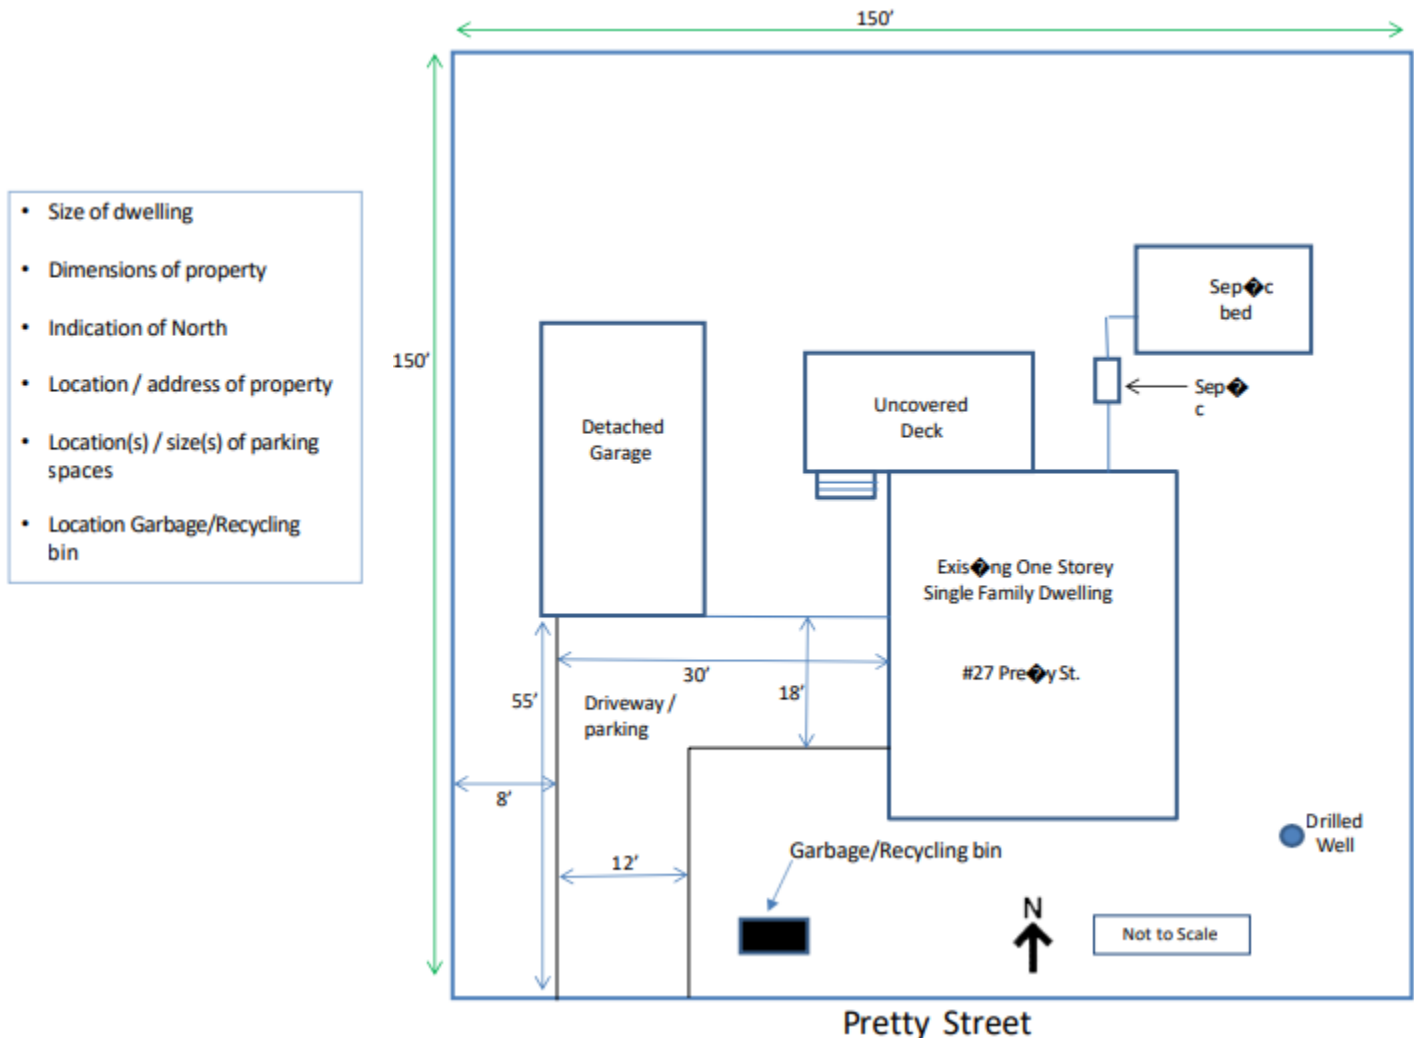 150’
• Size of dwelling
• Dimensions of property
• Indication of North
• Location / address of property
• Location(s) / size(s) of parking
spaces
• Location Garbage/Recycling
bin
150’
Sep�c
bed
Sep�
c
Uncovered
Deck
Detached
Garage
Exis�ng One Storey
Single Family Dwelling
#27 Pre�y St.
30’
18’
55’
Driveway /
parking
8’
12’
Garbage/Recycling bin
Drilled
Well
N
Not to Scale
Pretty Street